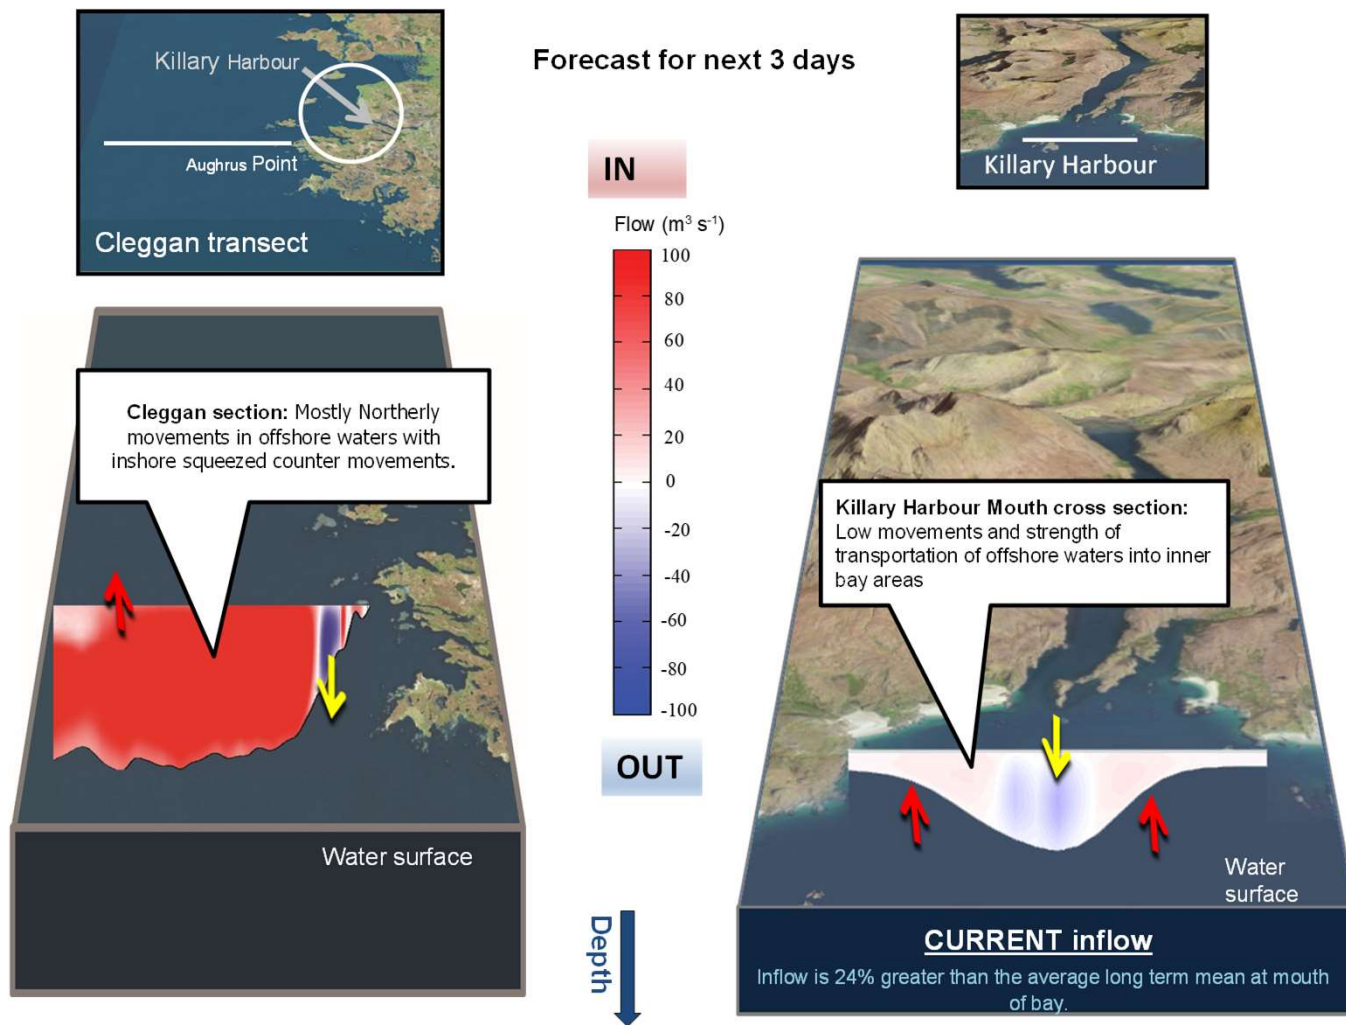 Killary Harbour
Aughrus Point
Cleggan transect
Forecast for next 3 days
Killary Harbour
IN
Flow (m³ s⁻¹)
100
80
60
40
20
0
-20
-40
-60
-80
-100
OUT
Cleggan section: Mostly Northerly
movements in offshore waters with
inshore squeezed counter movements.
Water surface
Depth
Killary Harbour Mouth cross section:
Low movements and strength of
transportation of offshore waters into inner
bay areas
Water
surface
CURRENT inflow
Inflow is 24% greater than the average long term mean at mouth
of bay.